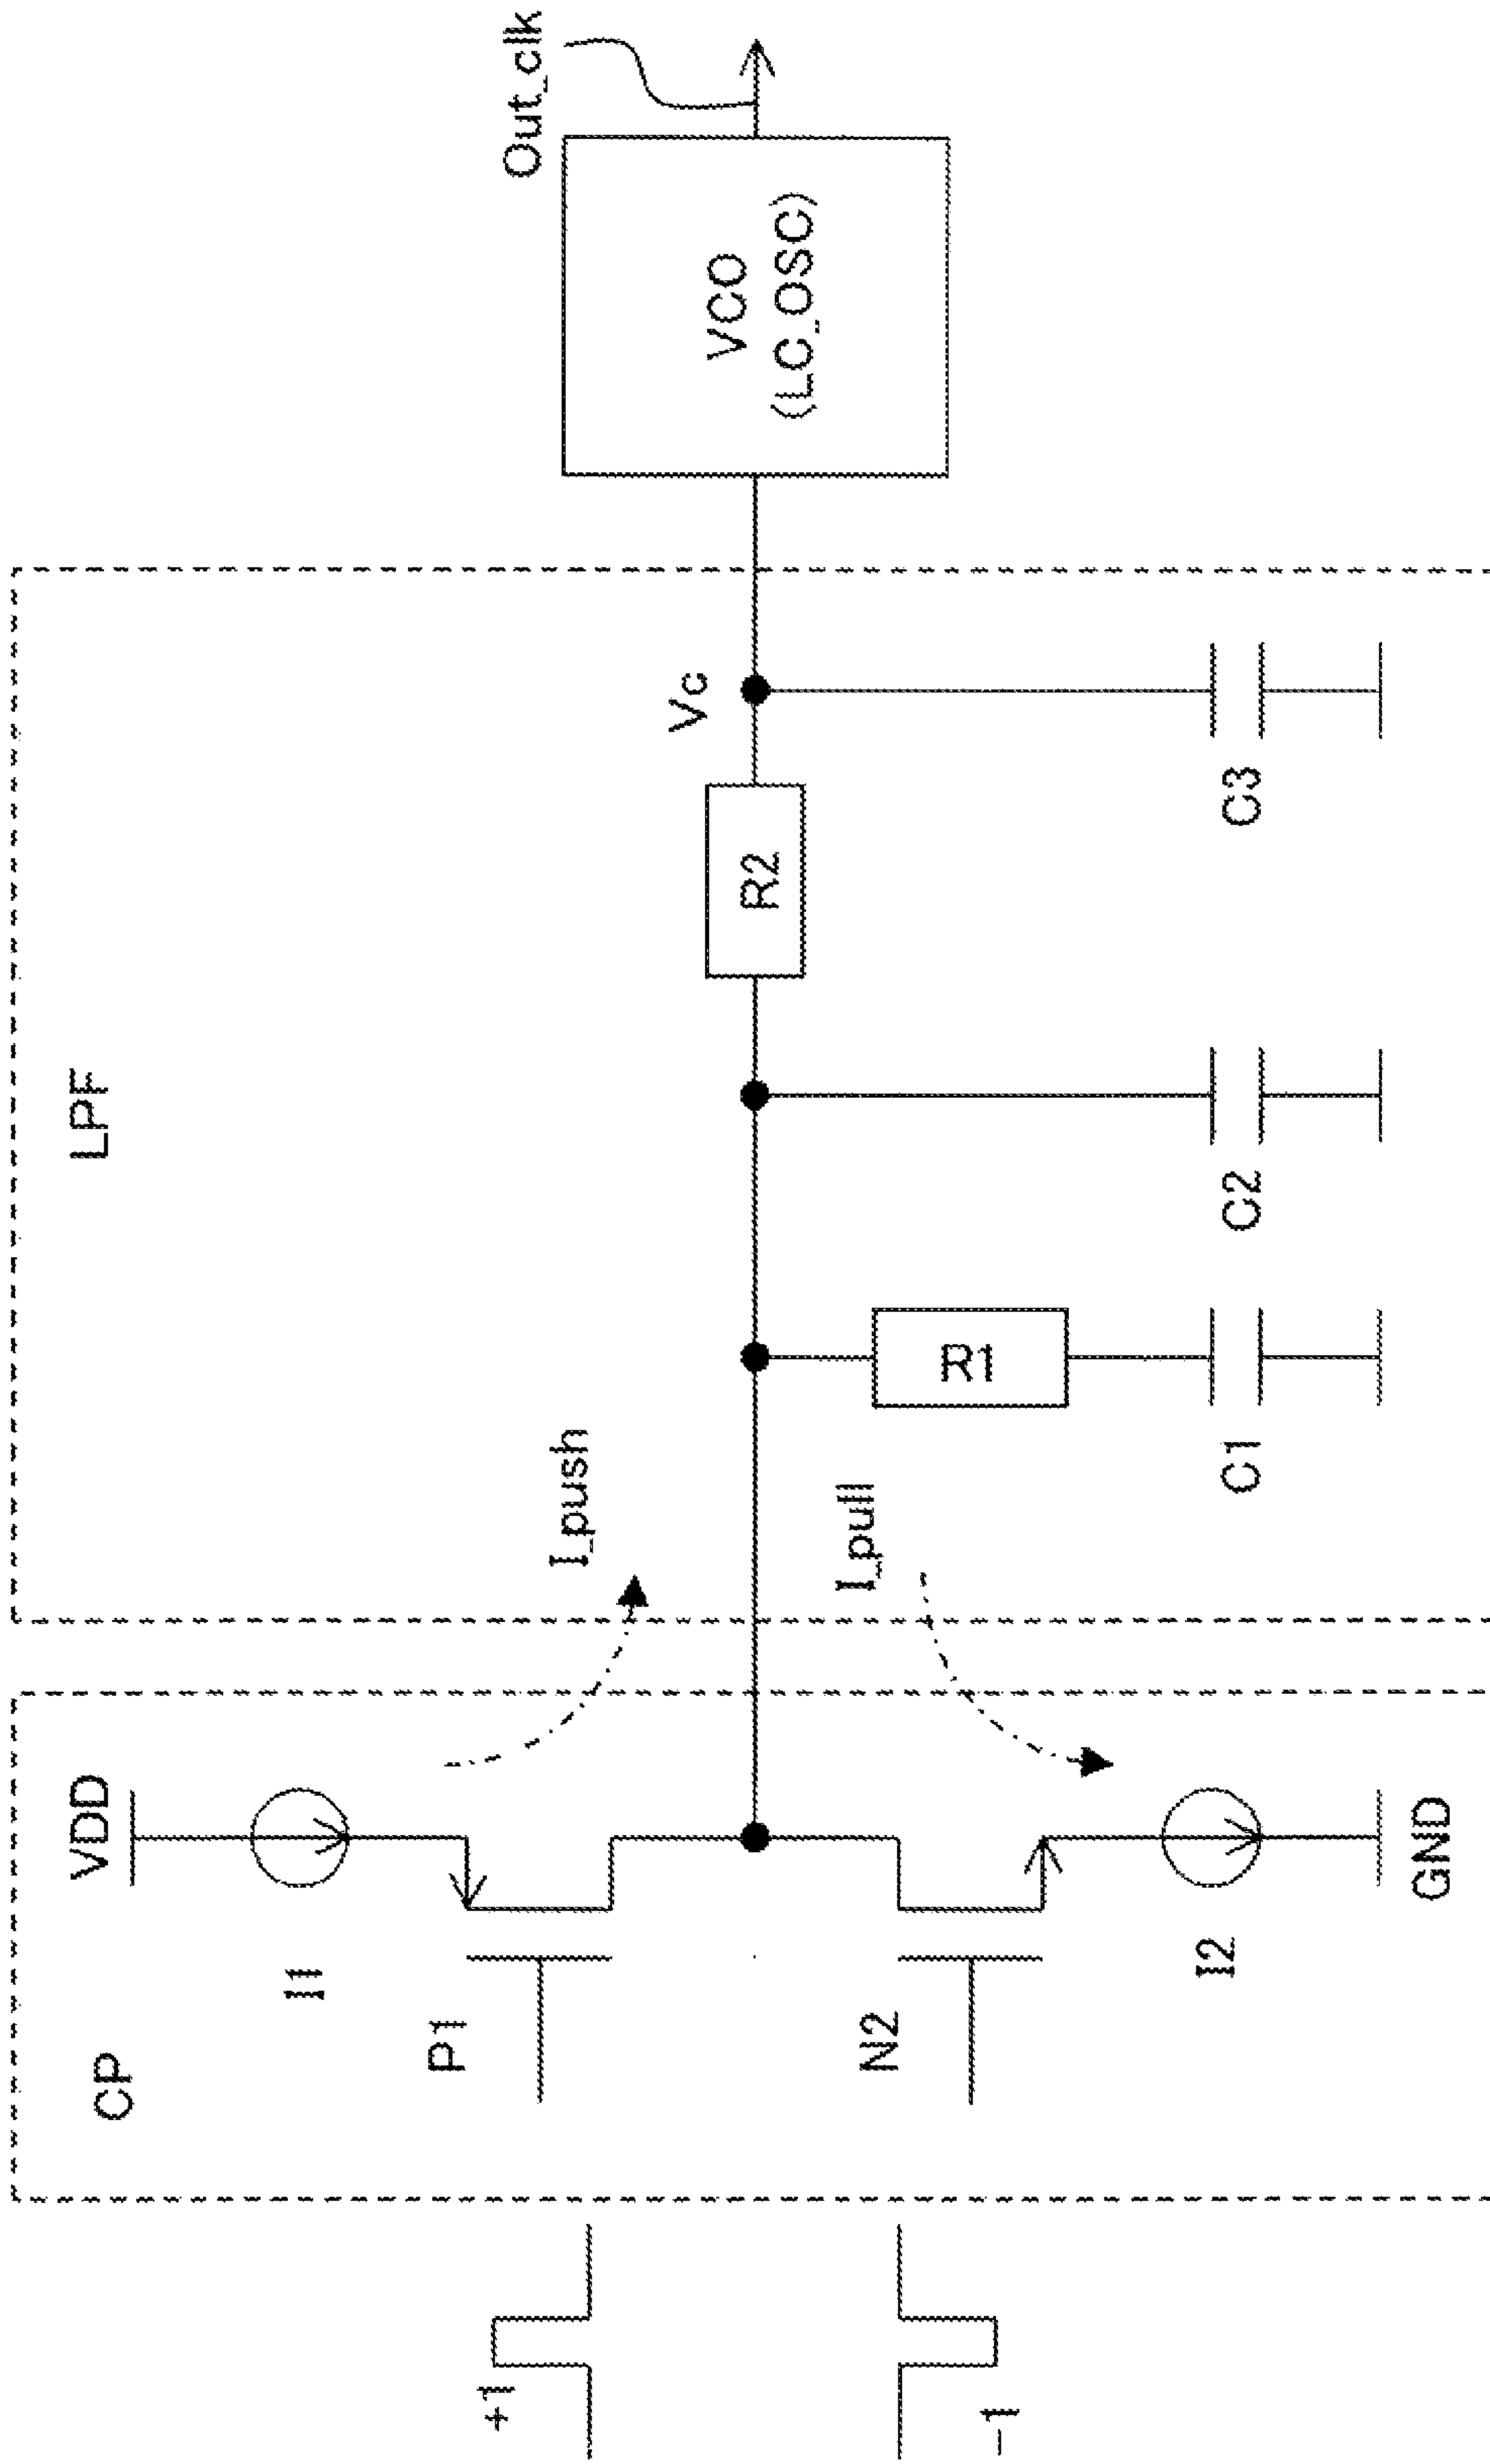 CP
VDD
I1
P1
N2
I2
GND
+1
-1
I_push
I_pull
LPF
R1
C1
C2
R2
C3
Vc
VCO
(LC_OSC)
Out_clk